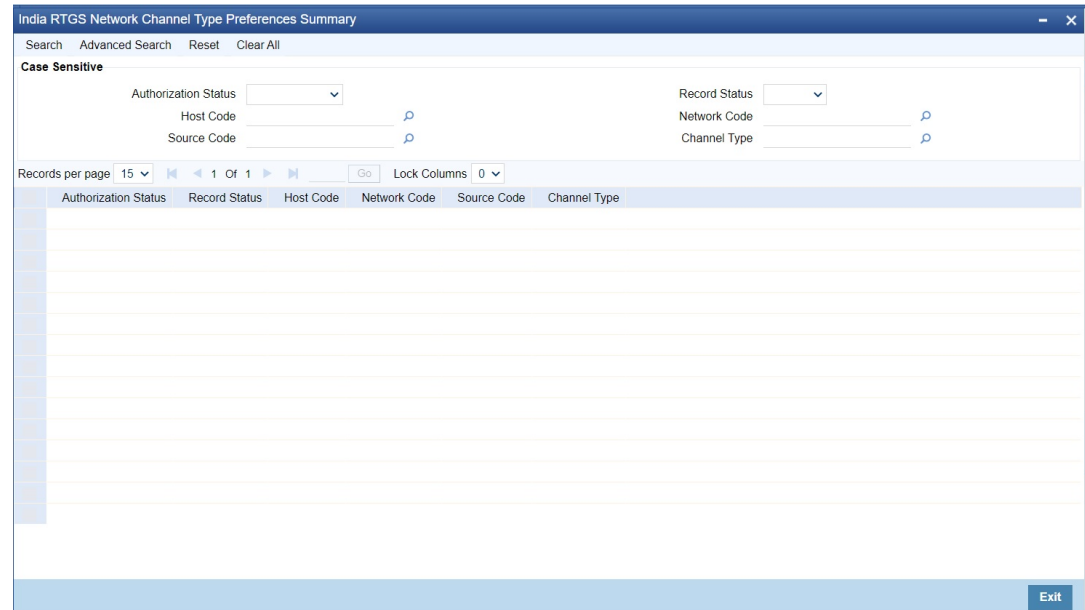 India RTGS Network Channel Type Preferences Summary
Search Advanced Search Reset Clear All
Case Sensitive
Authorization Status Record Status
Host Code Network Code
Source Code Channel Type
Records per page 15 1 Of 1 Go Lock Columns 0
Authorization Status Record Status Host Code Network Code Source Code Channel Type
Exit